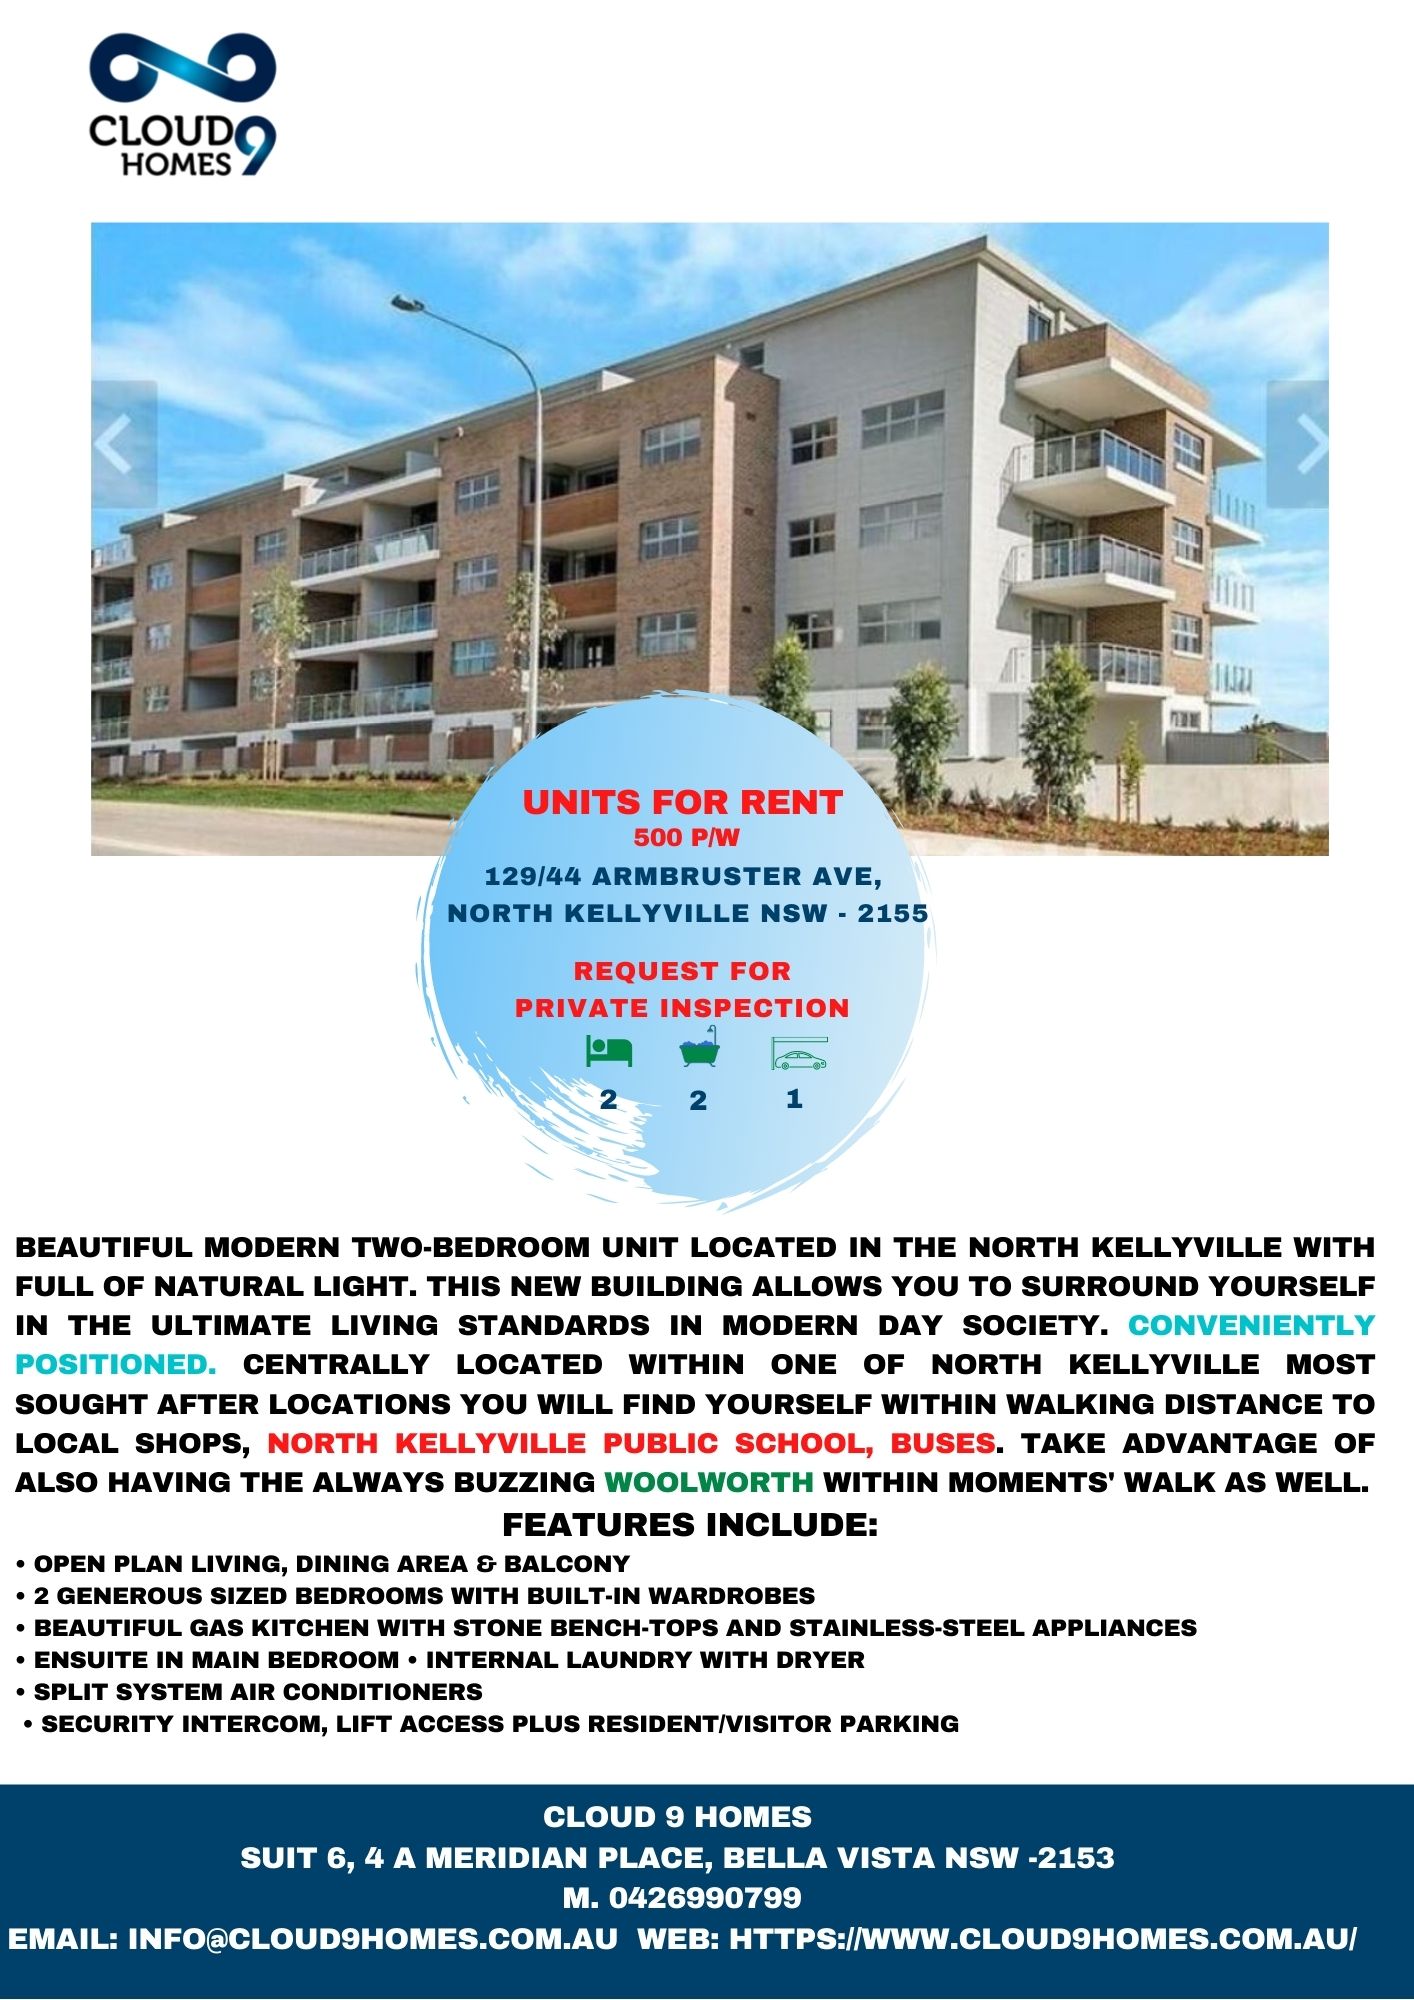 CLOUD 9
HOMES
UNITS FOR RENT
500 P/W
129/44 ARMBRUSTER AVE,
NORTH KELLYVILLE NSW - 2155
REQUEST FOR
PRIVATE INSPECTION
2 2 1
BEAUTIFUL MODERN TWO-BEDROOM UNIT LOCATED IN THE NORTH KELLYVILLE WITH
FULL OF NATURAL LIGHT. THIS NEW BUILDING ALLOWS YOU TO SURROUND YOURSELF
IN THE ULTIMATE LIVING STANDARDS IN MODERN DAY SOCIETY. CONVENIENTLY
POSITIONED. CENTRALLY LOCATED WITHIN ONE OF NORTH KELLYVILLE MOST
SOUGHT AFTER LOCATIONS YOU WILL FIND YOURSELF WITHIN WALKING DISTANCE TO
LOCAL SHOPS, NORTH KELLYVILLE PUBLIC SCHOOL, BUSES. TAKE ADVANTAGE OF
ALSO HAVING THE ALWAYS BUZZING WOOLWORTH WITHIN MOMENTS' WALK AS WELL.
FEATURES INCLUDE:
• OPEN PLAN LIVING, DINING AREA & BALCONY
• 2 GENEROUS SIZED BEDROOMS WITH BUILT-IN WARDROBES
• BEAUTIFUL GAS KITCHEN WITH STONE BENCH-TOPS AND STAINLESS-STEEL APPLIANCES
• ENSUITE IN MAIN BEDROOM • INTERNAL LAUNDRY WITH DRYER
• SPLIT SYSTEM AIR CONDITIONERS
• SECURITY INTERCOM, LIFT ACCESS PLUS RESIDENT/VISITOR PARKING
CLOUD 9 HOMES
SUIT 6, 4 A MERIDIAN PLACE, BELLA VISTA NSW -2153
M. 0426990799
EMAIL: INFO@CLOUD9HOMES.COM.AU WEB: HTTPS://WWW.CLOUD9HOMES.COM.AU/